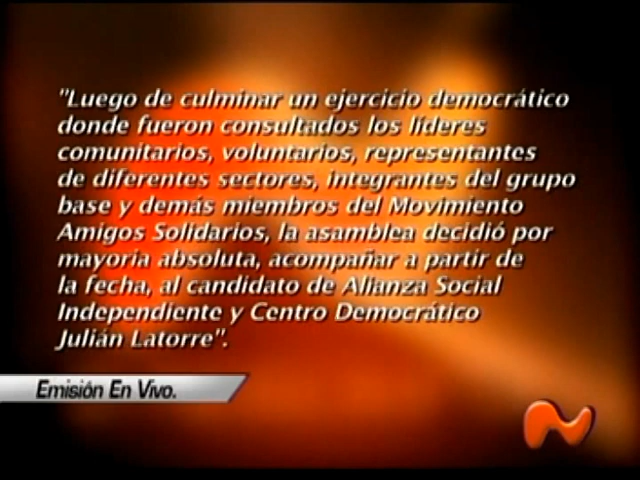 "Luego de culminar un ejercicio democrático
donde fueron consultados los líderes
comunitarios, voluntarios, representantes
de diferentes sectores, integrantes del grupo
base y demás miembros del Movimiento
Amigos Solidarios, la asamblea decidió por
mayoría absoluta, acompañar a partir de
la fecha, al candidato de Alianza Social
Independiente y Centro Democrático
Julián Latorre".
Emisión En Vivo.